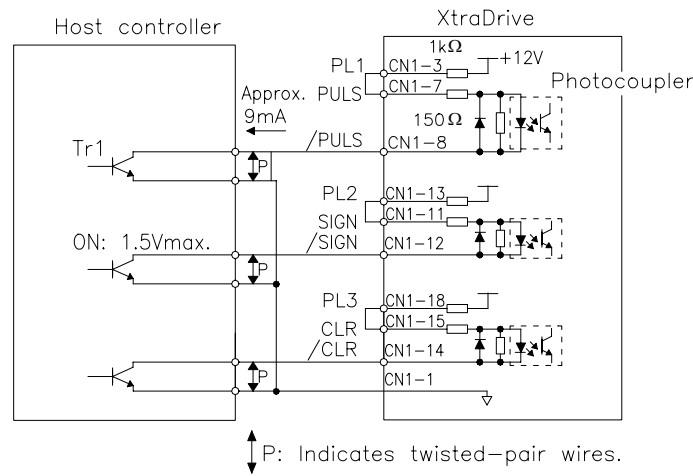 XtraDrive
Host controller
1kΩ
+12V
PL1
CN1-3
Photocoupler
CN1-7
PULS
Approx.
9mA
150Ω
/PULS
CN1-8
Tr1
P
PL2
CN1-13
CN1-11
SIGN
ON: 1.5Vmax.
/SIGN
CN1-12
P
PL3
CN1-18
CN1-15
CLR
/CLR
CN1-14
P
CN1-1
P: Indicates twisted-pair wires.